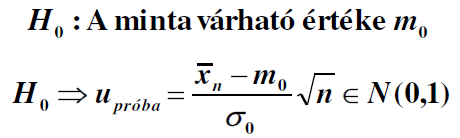 H₀ : A minta várható értéke m₀
H₀ ⇒ u_próba = (x̄ₙ − m₀)/σ₀ √n ∈ N(0,1)